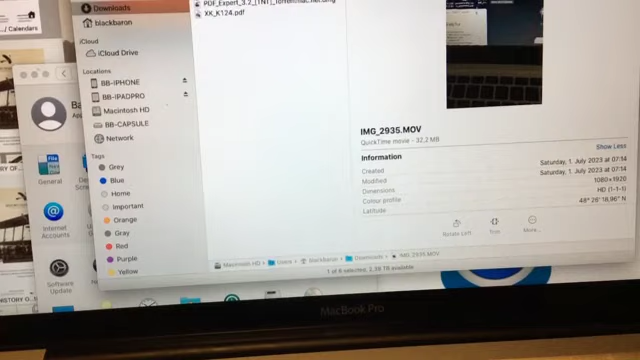 / Calendars
Downloads
blackbaron
iCloud
iCloud Drive
Locations
BB-IPHONE
BB-IPADPRO
Macintosh HD
BB-CAPSULE
Network
Tags
Grey
Blue
Home
Important
Orange
Gray
Red
Purple
Yellow
XK_K124.pdf
IMG_2935.MOV
QuickTime movie - 32,2 MB
Information
Show Less
Created
Saturday, 1. July 2023 at 07:14
Modified
Saturday, 1. July 2023 at 07:14
Dimensions
1080×1920
Colour profile
HD (1-1-1)
Latitude
48° 26' 18,96" N
Rotate Left
Trim
More...
Macintosh HD
Users
blackbaron
Downloads
IMG_2935.MOV
General
Internet
Accounts
Software
Update
MacBook Pro